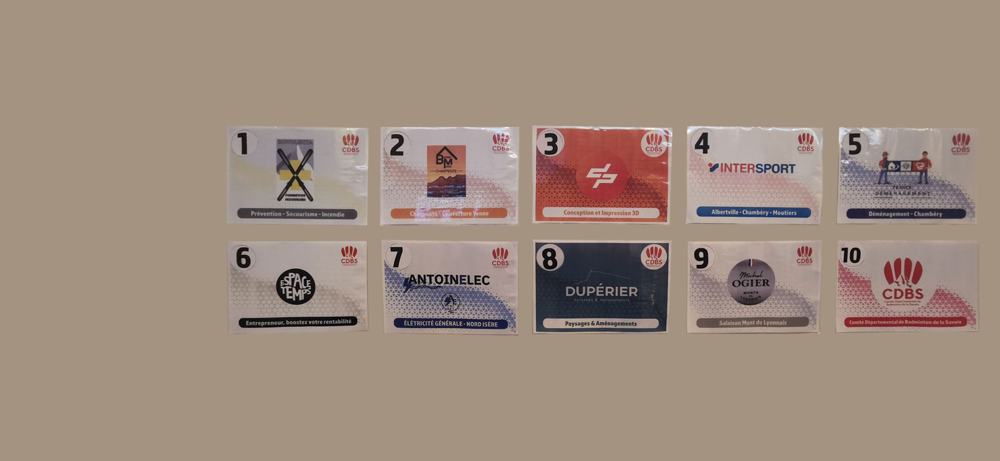 1
BOVOLENTA
FORMATION
SECOURISME
CDBS
Prévention - Secourisme - Incendie
2
Berthet
Moulin
CHARPENTE
CDBS
Charpente - Couverture Yenne
3
CDBS
Conception et Impression 3D
4
INTERSPORT
CDBS
Albertville - Chambéry - Moutiers
5
CDBS
FRANCE
DÉMÉNAGEMENT
Déménagement - Chambéry
6
CDBS
ESPACE
TEMPS
Entrepreneur, boostez votre rentabilité
7
CDBS
ANTOINELEC
AE
ÉLÉTRICITÉ GÉNÉRALE - NORD ISÈRE
8
CDBS
DUPÉRIER
PAYSAGES & AMÉNAGEMENTS
Paysages & Aménagements
9
CDBS
Michel
OGIER
MONTS
DU
LYONNAIS
Salaison Mont du Lyonnais
10
CDBS
Comité Départemental de
Badminton de la Savoie
Comité Départemental de Badminton de la Savoie